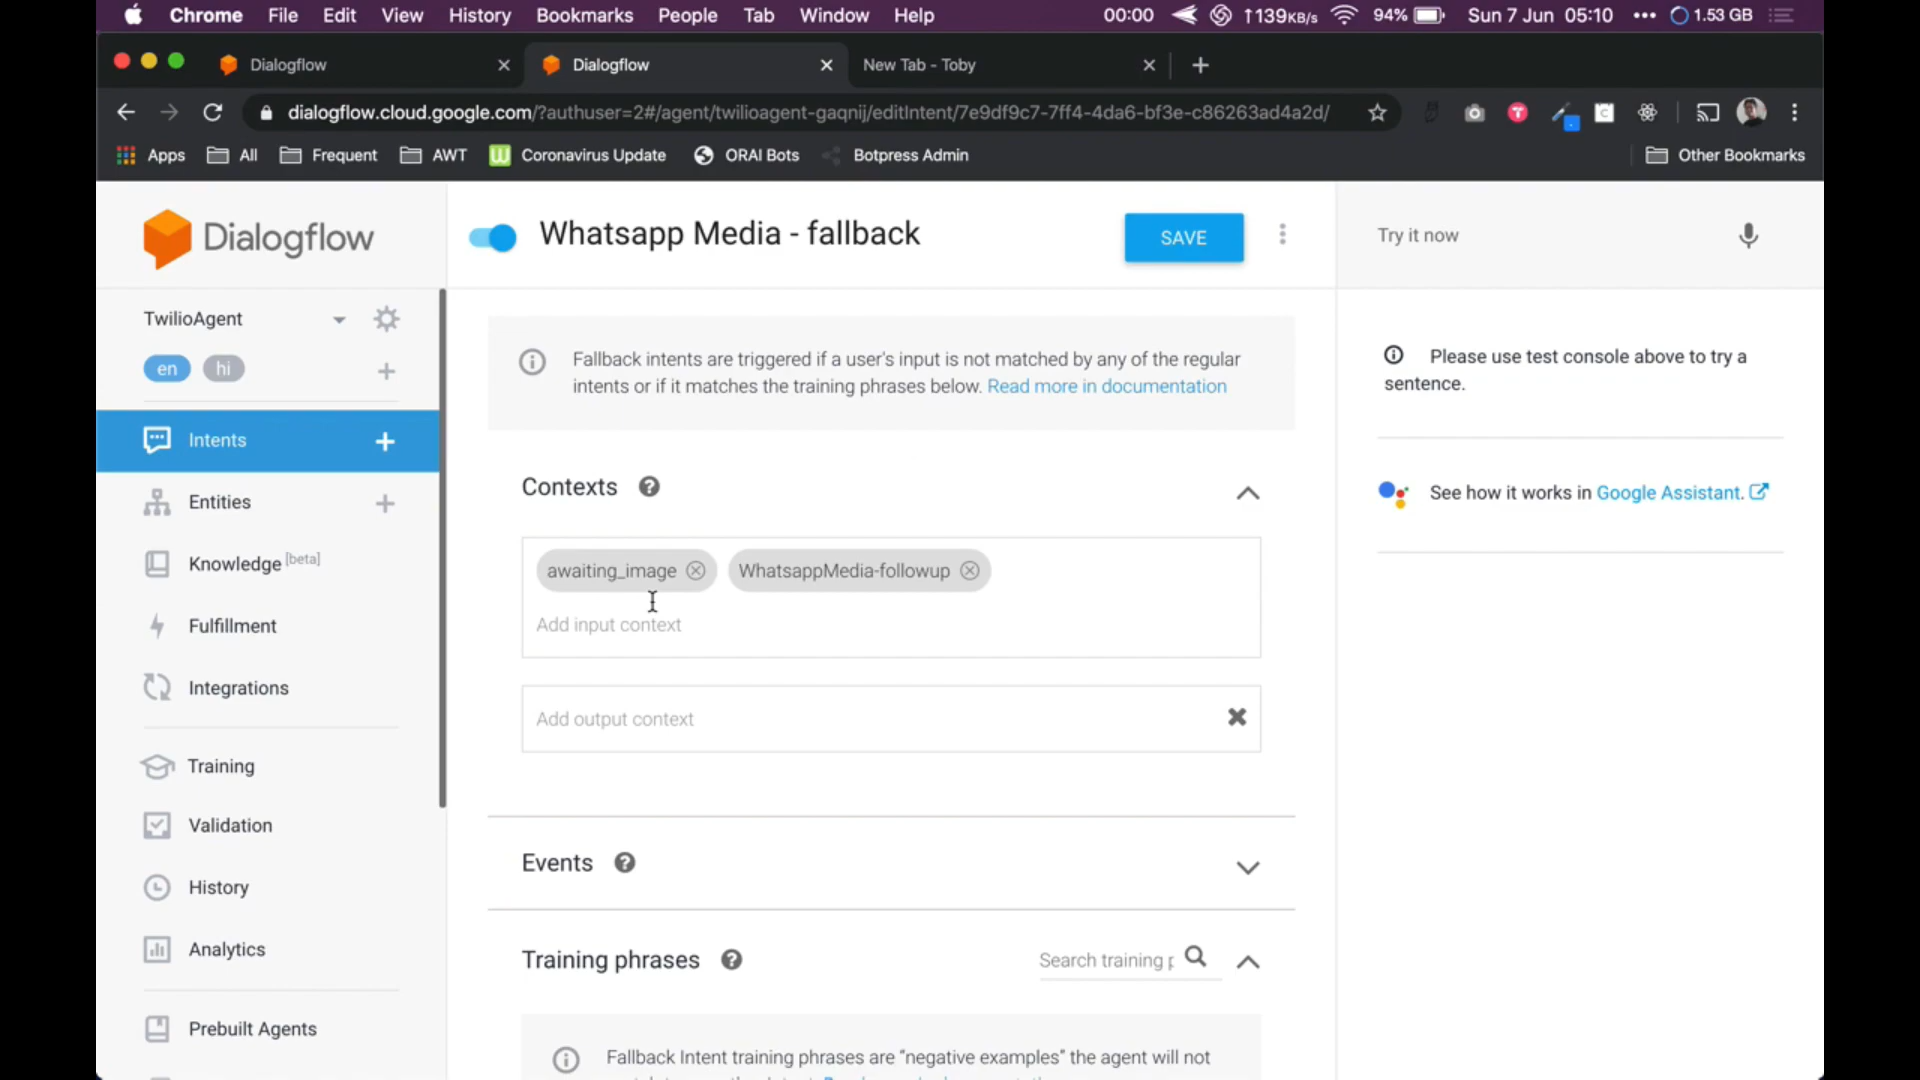 Chrome File Edit View History Bookmarks People Tab Window Help 00:00 ↑139KB/s 94% Sun 7 Jun 05:10 ••• 1.53 GB
Dialogflow Dialogflow New Tab - Toby
dialogflow.cloud.google.com/?authuser=2#/agent/twilioagent-gaqnij/editIntent/7e9df9c7-7ff4-4da6-bf3e-c86263ad4a2d/
Apps All Frequent AWT Coronavirus Update ORAI Bots Botpress Admin Other Bookmarks
Dialogflow
TwilioAgent
en hi
Intents
Entities
Knowledge [beta]
Fulfillment
Integrations
Training
Validation
History
Analytics
Prebuilt Agents
Whatsapp Media - fallback
SAVE
Fallback intents are triggered if a user's input is not matched by any of the regular
intents or if it matches the training phrases below. Read more in documentation
Contexts
awaiting_image WhatsappMedia-followup
Add input context
Add output context
Events
Training phrases
Search training p
Fallback Intent training phrases are "negative examples" the agent will not
Try it now
Please use test console above to try a
sentence.
See how it works in Google Assistant.